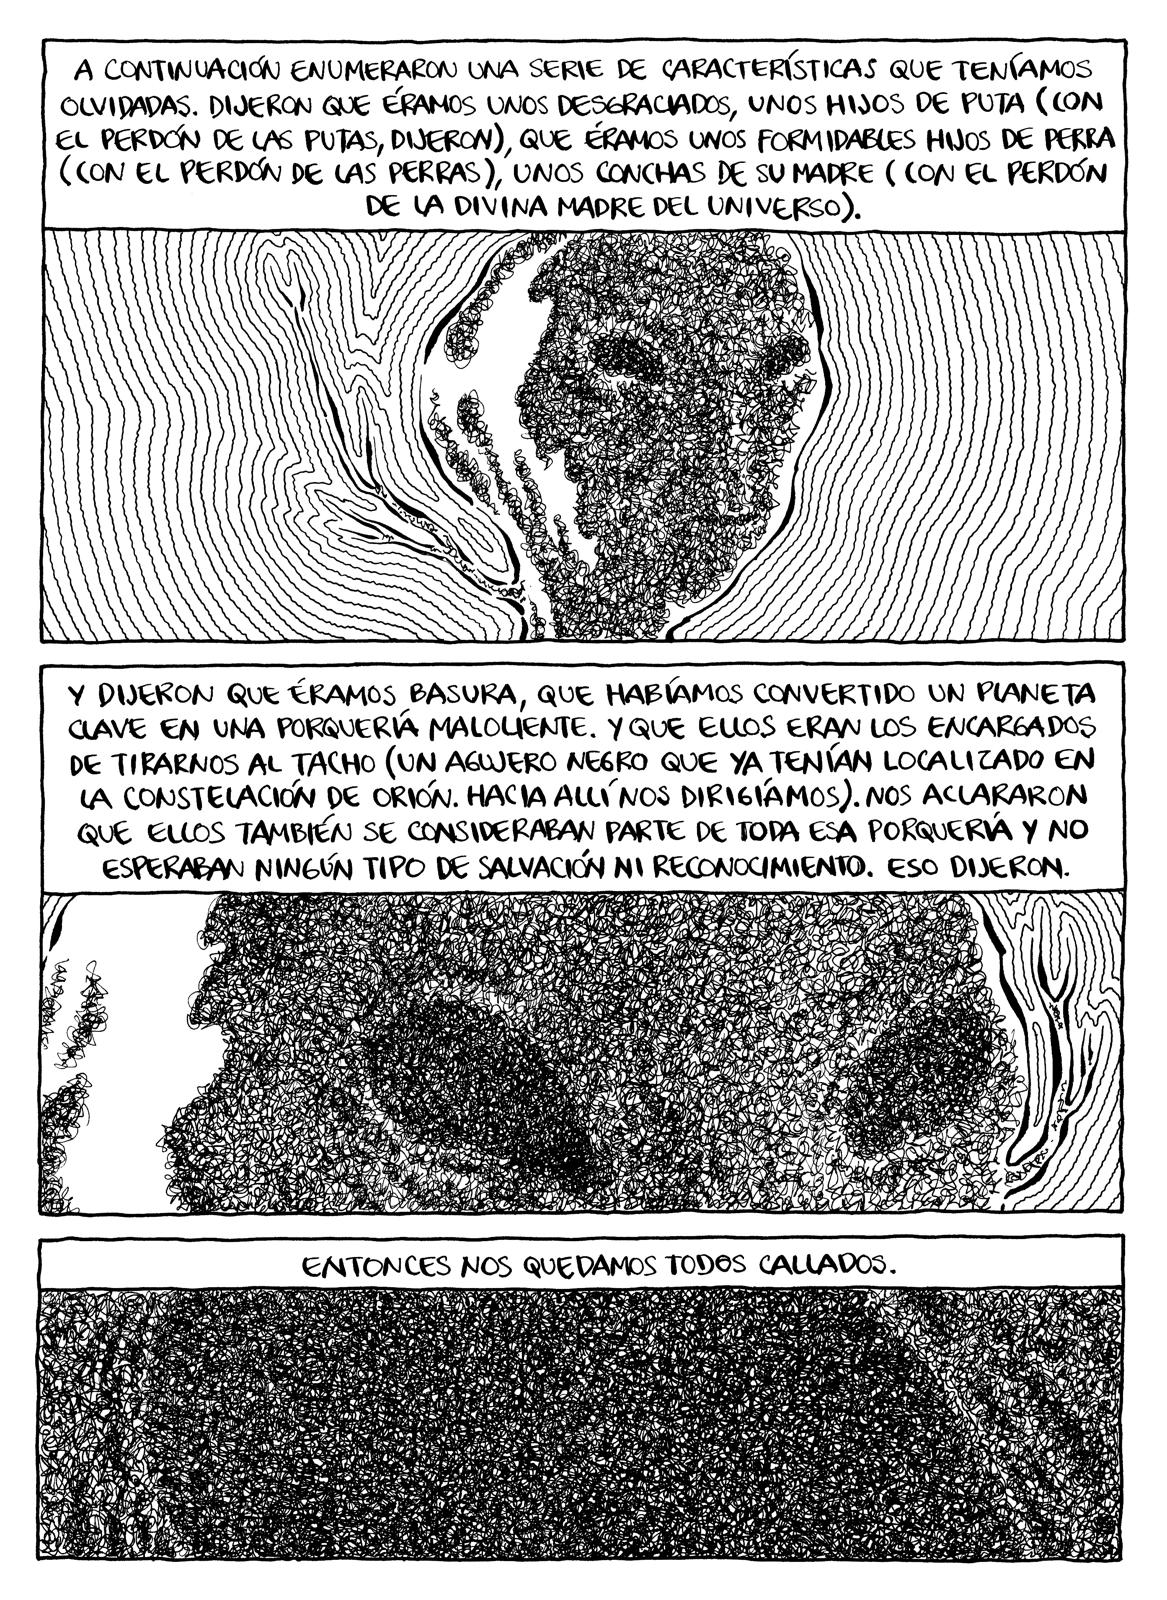 A CONTINUACIÓN ENUMERARON UNA SERIE DE CARACTERÍSTICAS QUE TENÍAMOS
OLVIDADAS. DIJERON QUE ÉRAMOS UNOS DESGRACIADOS, UNOS HIJOS DE PUTA (CON
EL PERDÓN DE LAS PUTAS, DIJERON), QUE ÉRAMOS UNOS FORMIDABLES HIJOS DE PERRA
(CON EL PERDÓN DE LAS PERRAS), UNOS CONCHAS DE SU MADRE (CON EL PERDÓN
DE LA DIVINA MADRE DEL UNIVERSO).
Y DIJERON QUE ÉRAMOS BASURA, QUE HABÍAMOS CONVERTIDO UN PLANETA
CLAVE EN UNA PORQUERÍA MALOLIENTE. Y QUE ELLOS ERAN LOS ENCARGADOS
DE TIRARNOS AL TACHO (UN AGUJERO NEGRO QUE YA TENÍAN LOCALIZADO EN
LA CONSTELACIÓN DE ORIÓN. HACIA ALLÍ NOS DIRIGÍAMOS). NOS ACLARARON
QUE ELLOS TAMBIÉN SE CONSIDERABAN PARTE DE TODA ESA PORQUERÍA Y NO
ESPERABAN NINGÚN TIPO DE SALVACIÓN NI RECONOCIMIENTO. ESO DIJERON.
ENTONCES NOS QUEDAMOS TODOS CALLADOS.